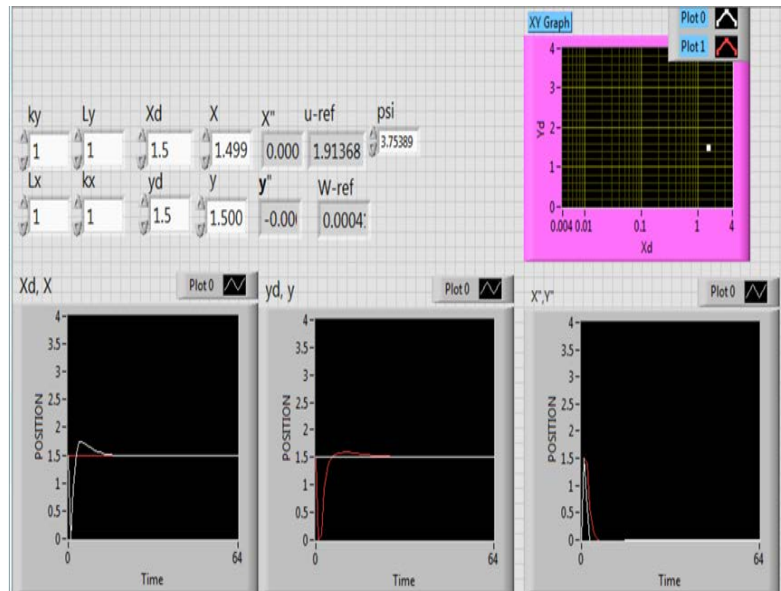 XY Graph
Plot 0
Plot 1
4
3
2
1
0
Yd
0.004 0.01 0.1 1 4
Xd
ky Ly Xd X X" u-ref psi
1 1 1.5 1.499 0.000 1.91368 3.75389
Lx kx yd y y" W-ref
1 1 1.5 1.500 -0.00 0.0004
Xd, X
Plot 0
4
3.5
3
2.5
2
1.5
1
0.5
0
POSITION
0 64
Time
yd, y
Plot 0
4
3.5
3
2.5
2
1.5
1
0.5
0
POSITION
0 64
Time
X",Y"
Plot 0
4
3.5
3
2.5
2
1.5
1
0.5
0
POSITION
0 64
Time